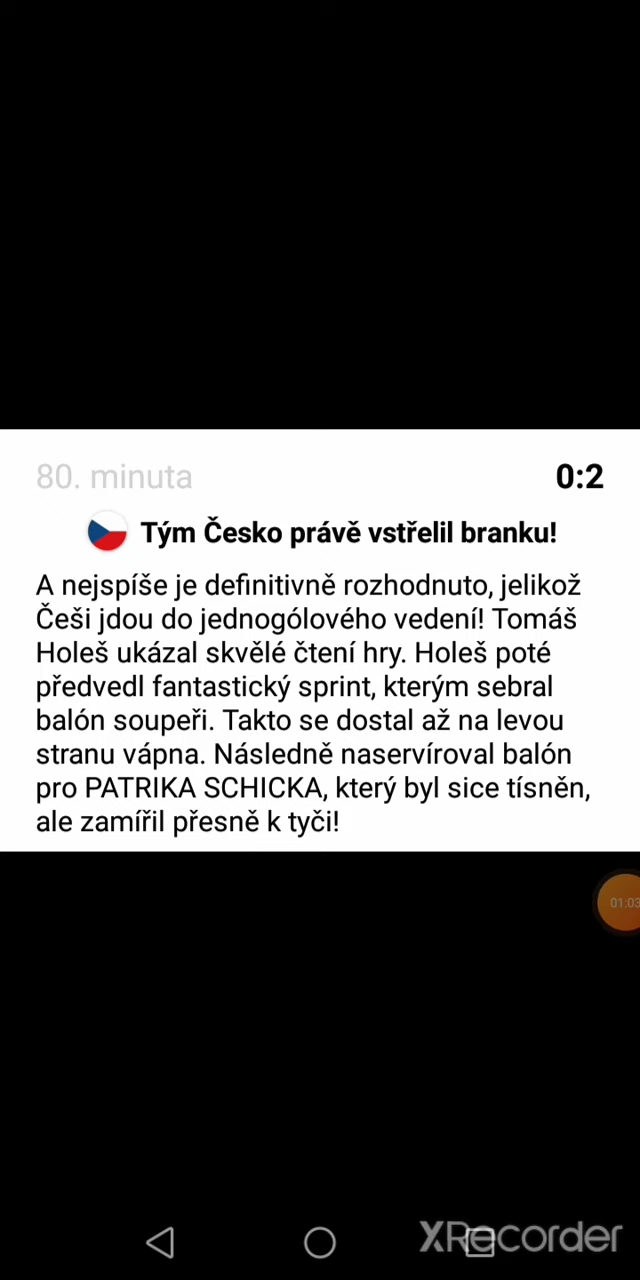 80. minuta 0:2
Tým Česko právě vstřelil branku!
A nejspíše je definitivně rozhodnuto, jelikož
Češi jdou do jednogólového vedení! Tomáš
Holeš ukázal skvělé čtení hry. Holeš poté
předvedl fantastický sprint, kterým sebral
balón soupeři. Takto se dostal až na levou
stranu vápna. Následně naservíroval balón
pro PATRIKA SCHICKA, který byl sice tísněn,
ale zamířil přesně k tyči!
01:03
XRecorder